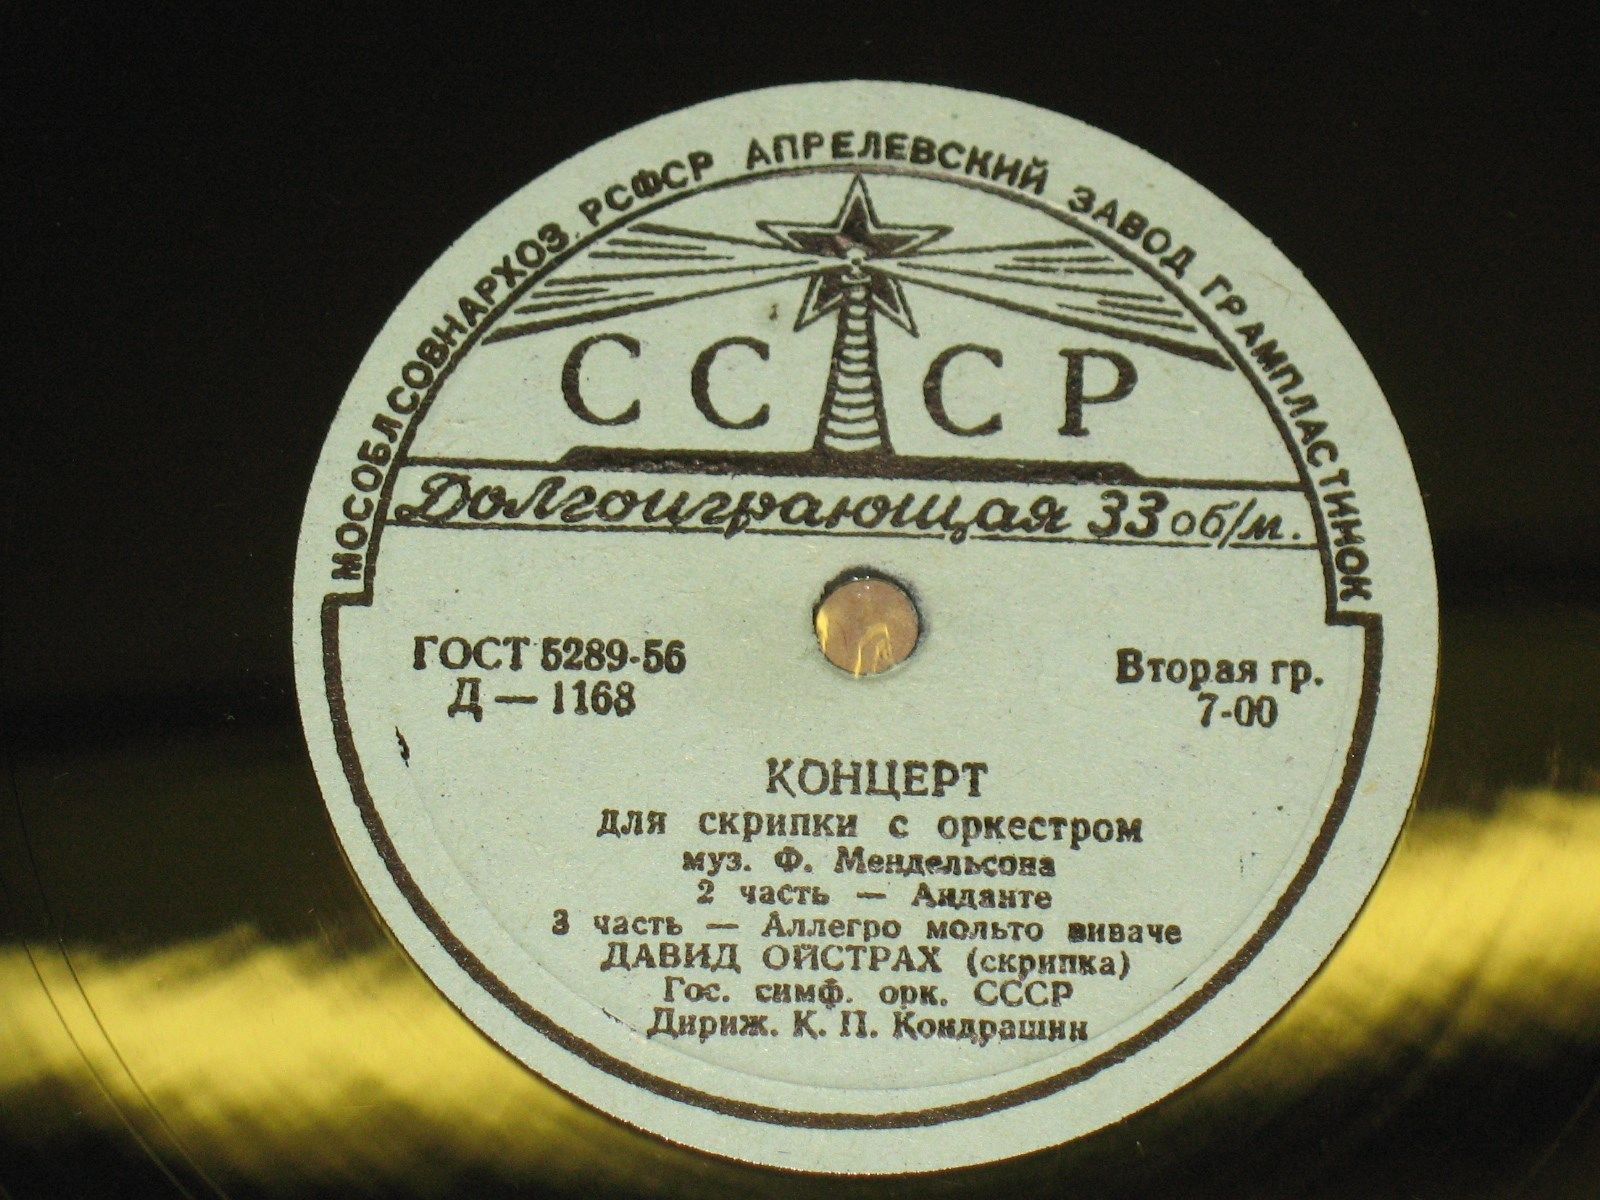 МОСОБЛСОВНАРХОЗ РСФСР АПРЕЛЕВСКИЙ ЗАВОД ГРАМПЛАСТИНОК
СССР
Долгоиграющая 33 об/м.
ГОСТ 5289-56
Д — 1168
Вторая гр.
7-00
КОНЦЕРТ
для скрипки с оркестром
муз. Ф. Мендельсона
2 часть — Анданте
3 часть — Аллегро мольто виваче
ДАВИД ОЙСТРАХ (скрипка)
Гос. симф. орк. СССР
Дириж. К. П. Кондрашин